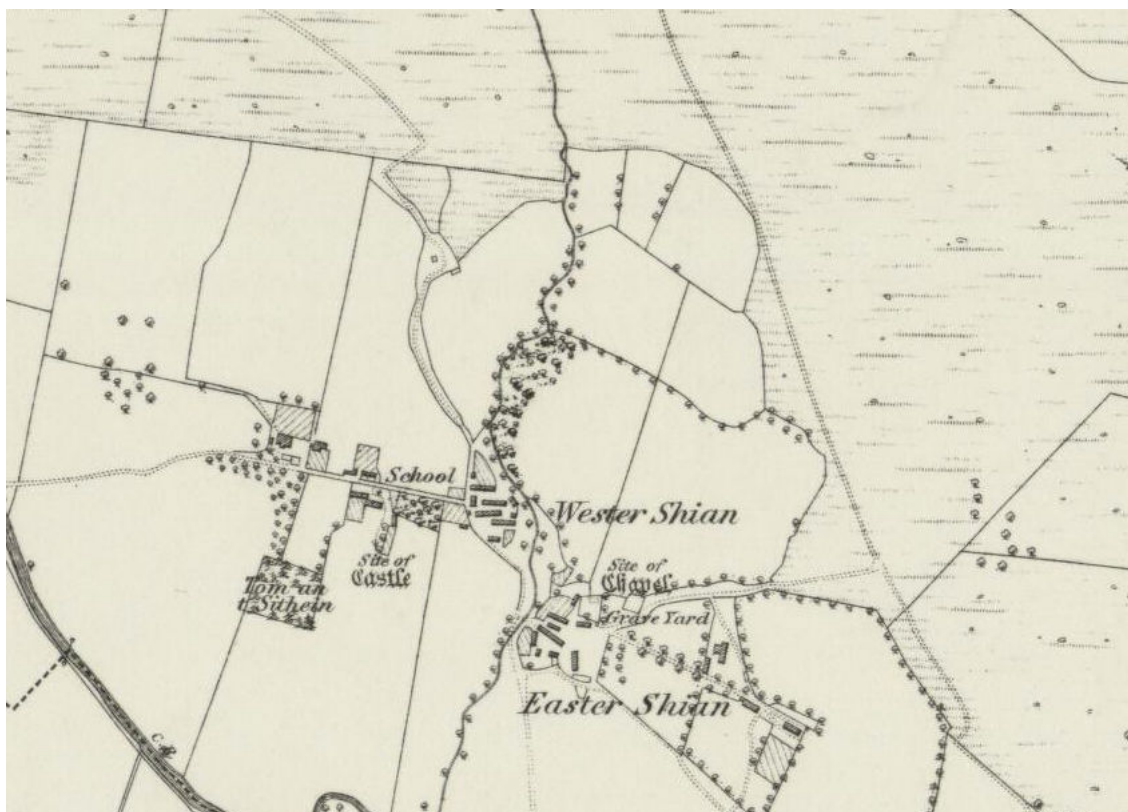 School
Wester Shian
Site of
Castle
Site of
Chapel
Tom-an
t-Sithein
Grave Yard
Easter Shian
C.R.